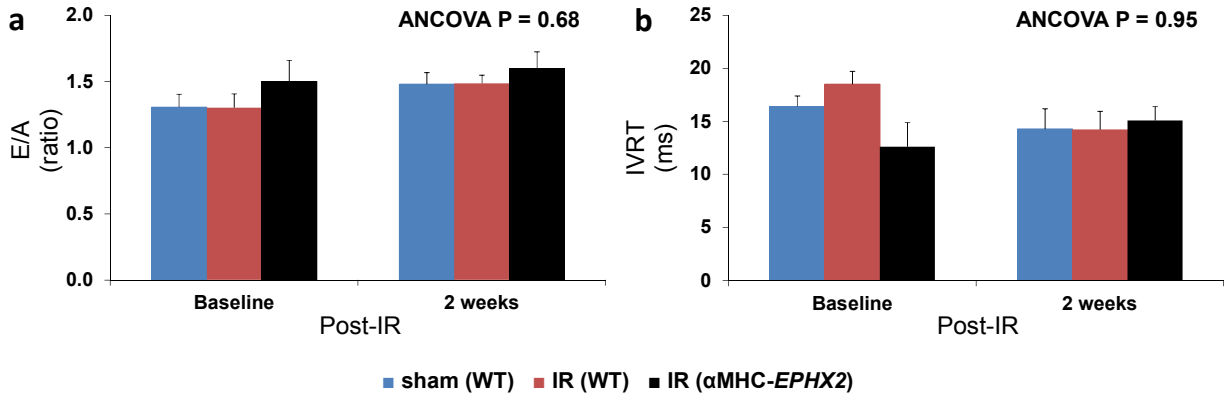 a
ANCOVA P = 0.68
E/A
(ratio)
2.0
1.5
1.0
0.5
0.0
Baseline
2 weeks
Post-IR
b
ANCOVA P = 0.95
IVRT
(ms)
25
20
15
10
5
0
Baseline
2 weeks
Post-IR
sham (WT) IR (WT) IR (αMHC-EPHX2)